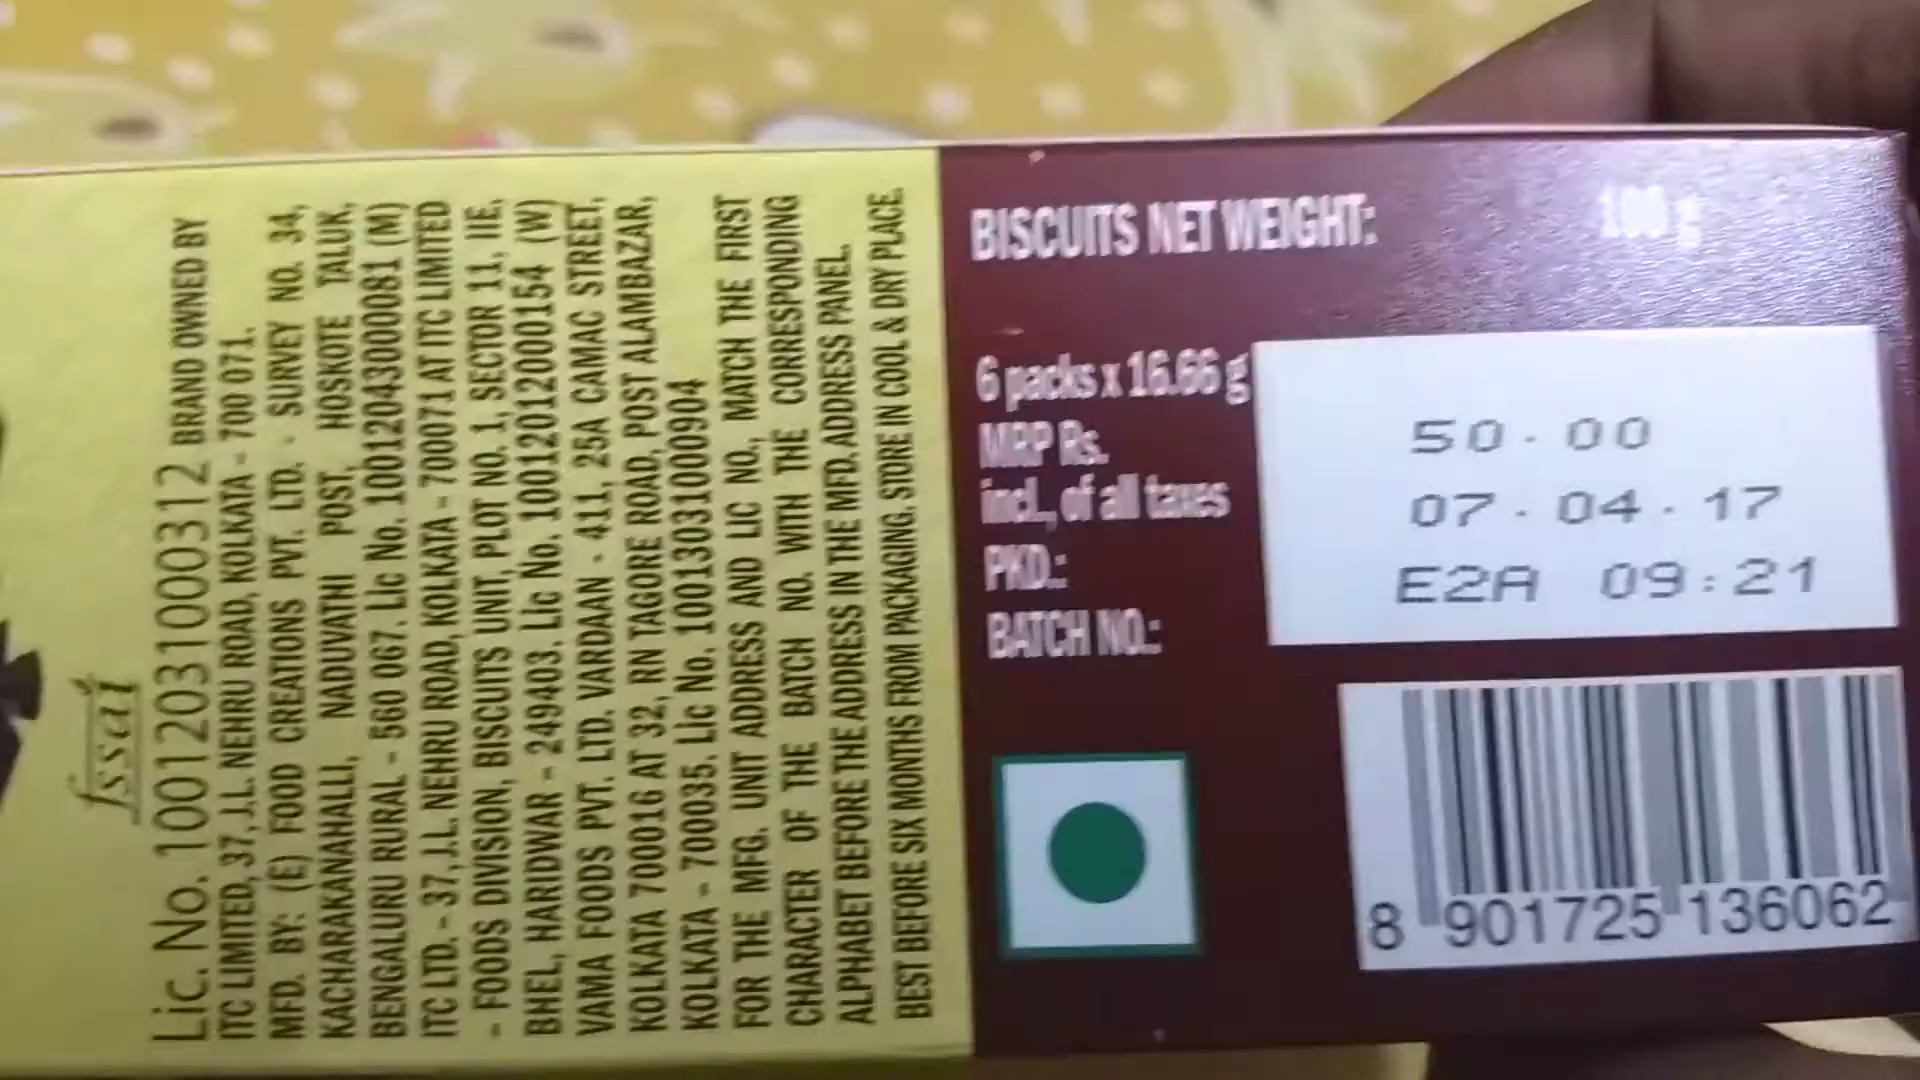 fssai
Lic. No. 10012031000312 BRAND OWNED BY
ITC LIMITED, 37, J.L. NEHRU ROAD, KOLKATA - 700 071.
MFD. BY: (E) FOOD CREATIONS PVT. LTD. - SURVEY NO. 34,
KACHARAKANAHALLI, NADUVATHI POST, HOSKOTE TALUK,
BENGALURU RURAL - 560 067. Lic No. 10012043000081 (M)
ITC LTD. - 37, J.L. NEHRU ROAD, KOLKATA - 700071 AT ITC LIMITED
- FOODS DIVISION, BISCUITS UNIT, PLOT NO. 1, SECTOR 11, IIE,
BHEL, HARIDWAR - 249403. Lic No. 10012012000154 (W)
VAMA FOODS PVT. LTD. VARDAAN - 411, 25A CAMAC STREET,
KOLKATA 700016 AT 32, RN TAGORE ROAD, POST ALAMBAZAR,
KOLKATA - 700035. Lic No. 10013031000904
FOR THE MFG. UNIT ADDRESS AND LIC NO., MATCH THE FIRST
CHARACTER OF THE BATCH NO. WITH THE CORRESPONDING
ALPHABET BEFORE THE ADDRESS IN THE MFD. ADDRESS PANEL.
BEST BEFORE SIX MONTHS FROM PACKAGING. STORE IN COOL & DRY PLACE.
BISCUITS NET WEIGHT: 100 g
6 packs x 16.66 g
MRP Rs. 50.00
incl., of all taxes
PKD.: 07.04.17
BATCH NO.: E2A 09:21
8 901725 136062